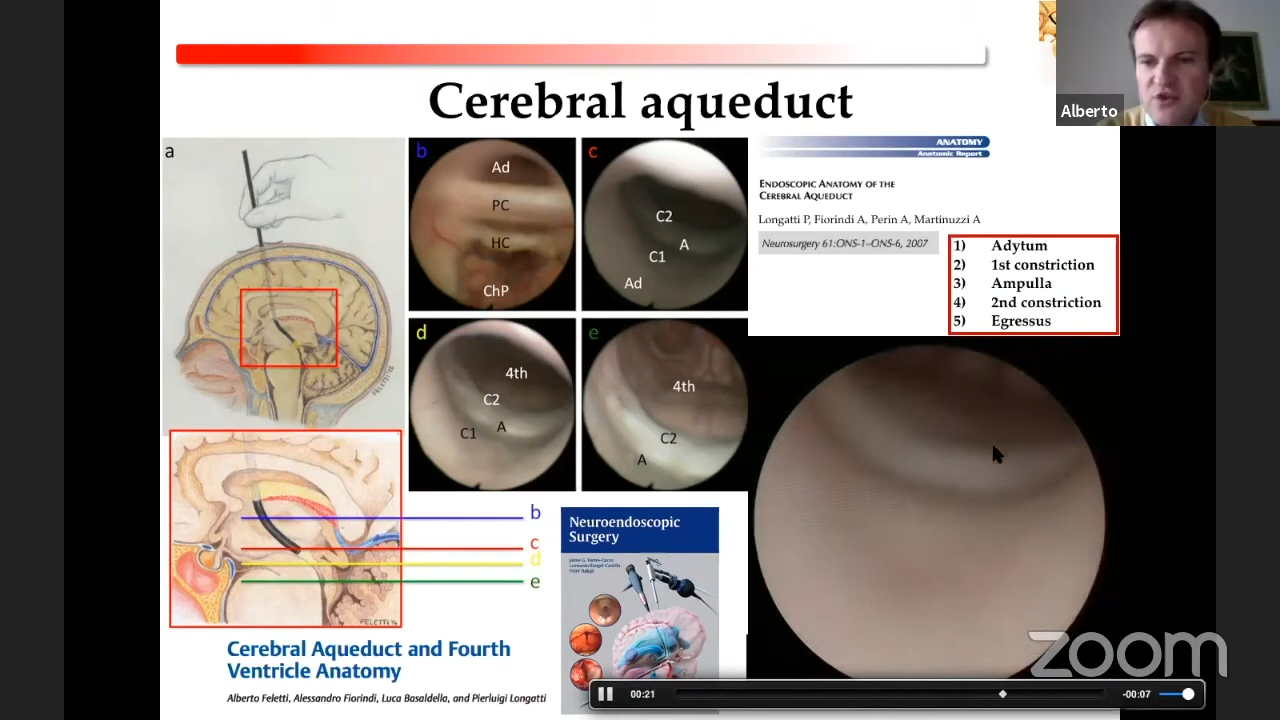 Alberto
Cerebral aqueduct
a
b
Ad
PC
HC
ChP
c
C2
A
C1
Ad
d
4th
C2
A
C1
e
4th
C2
A
ANATOMY
Anatomic Report
ENDOSCOPIC ANATOMY OF THE
CEREBRAL AQUEDUCT
Longatti P, Fiorindi A, Perin A, Martinuzzi A
Neurosurgery 61:ONS-1–ONS-6, 2007
1) Adytum
2) 1st constriction
3) Ampulla
4) 2nd constriction
5) Egressus
b
c
d
e
FELETTI
Cerebral Aqueduct and Fourth
Ventricle Anatomy
Alberto Feletti, Alessandro Fiorindi, Luca Basaldella, and Pierluigi Longatti
Neuroendoscopic
Surgery
zoom
00:21
-00:07